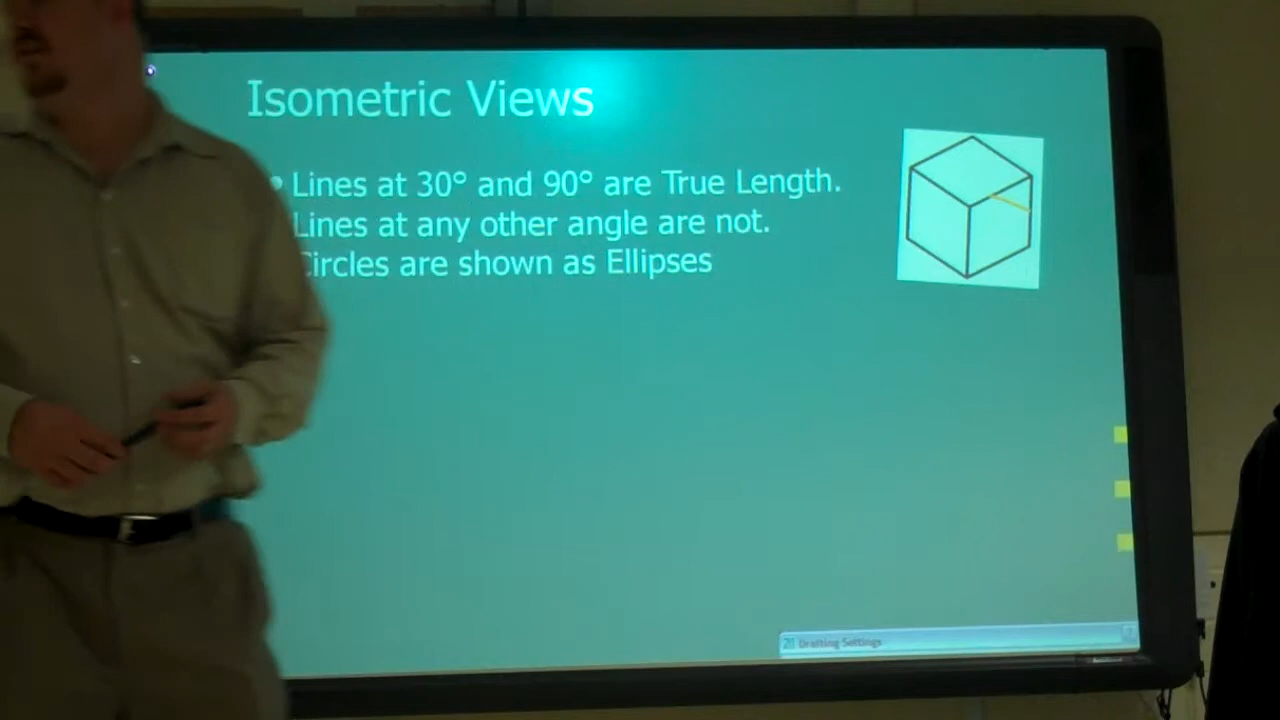 Isometric Views
• Lines at 30° and 90° are True Length.
Lines at any other angle are not.
Circles are shown as Ellipses
Drafting Settings